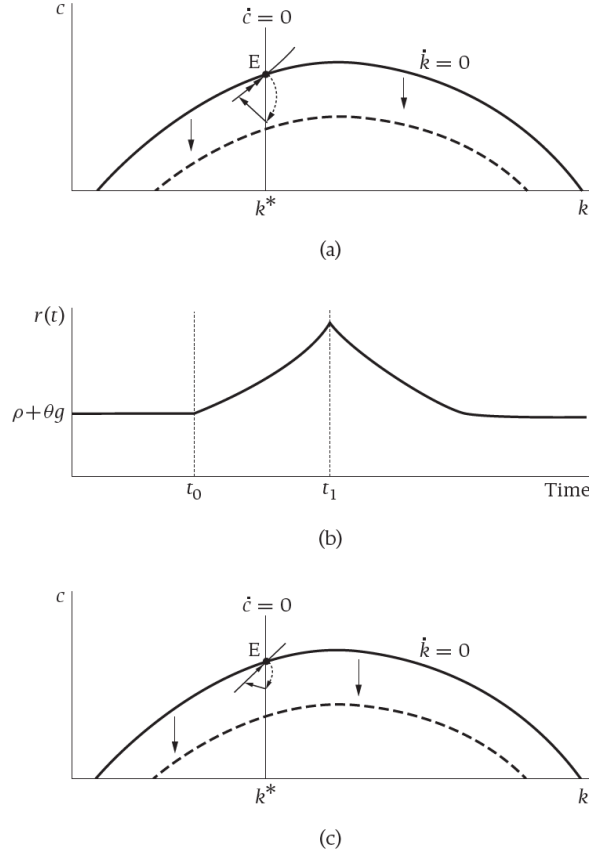 c
ċ = 0
E
k̇ = 0
k*
k
(a)
r(t)
ρ + θg
t₀
t₁
Time
(b)
c
ċ = 0
E
k̇ = 0
k*
k
(c)